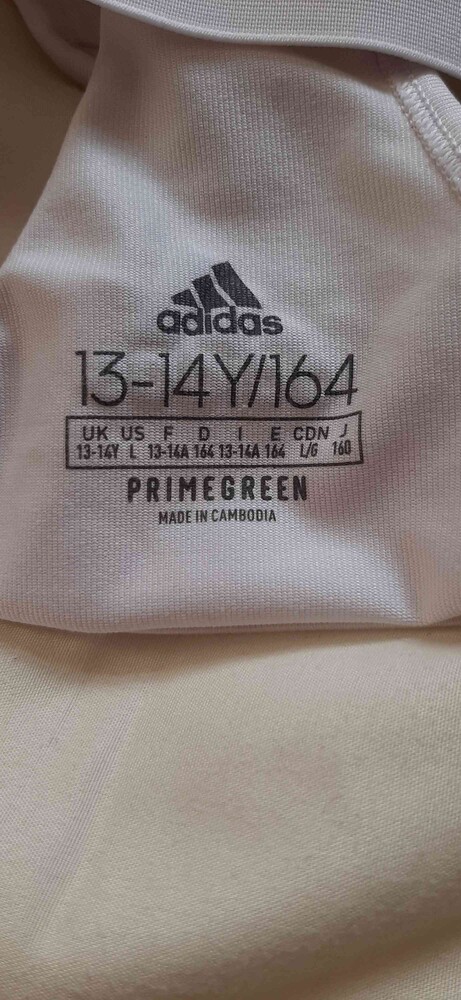 adidas
13-14Y/164
UK US F D I E CDN J
13-14Y L 13-14A 164 13-14A 164 L/G 160
PRIMEGREEN
MADE IN CAMBODIA